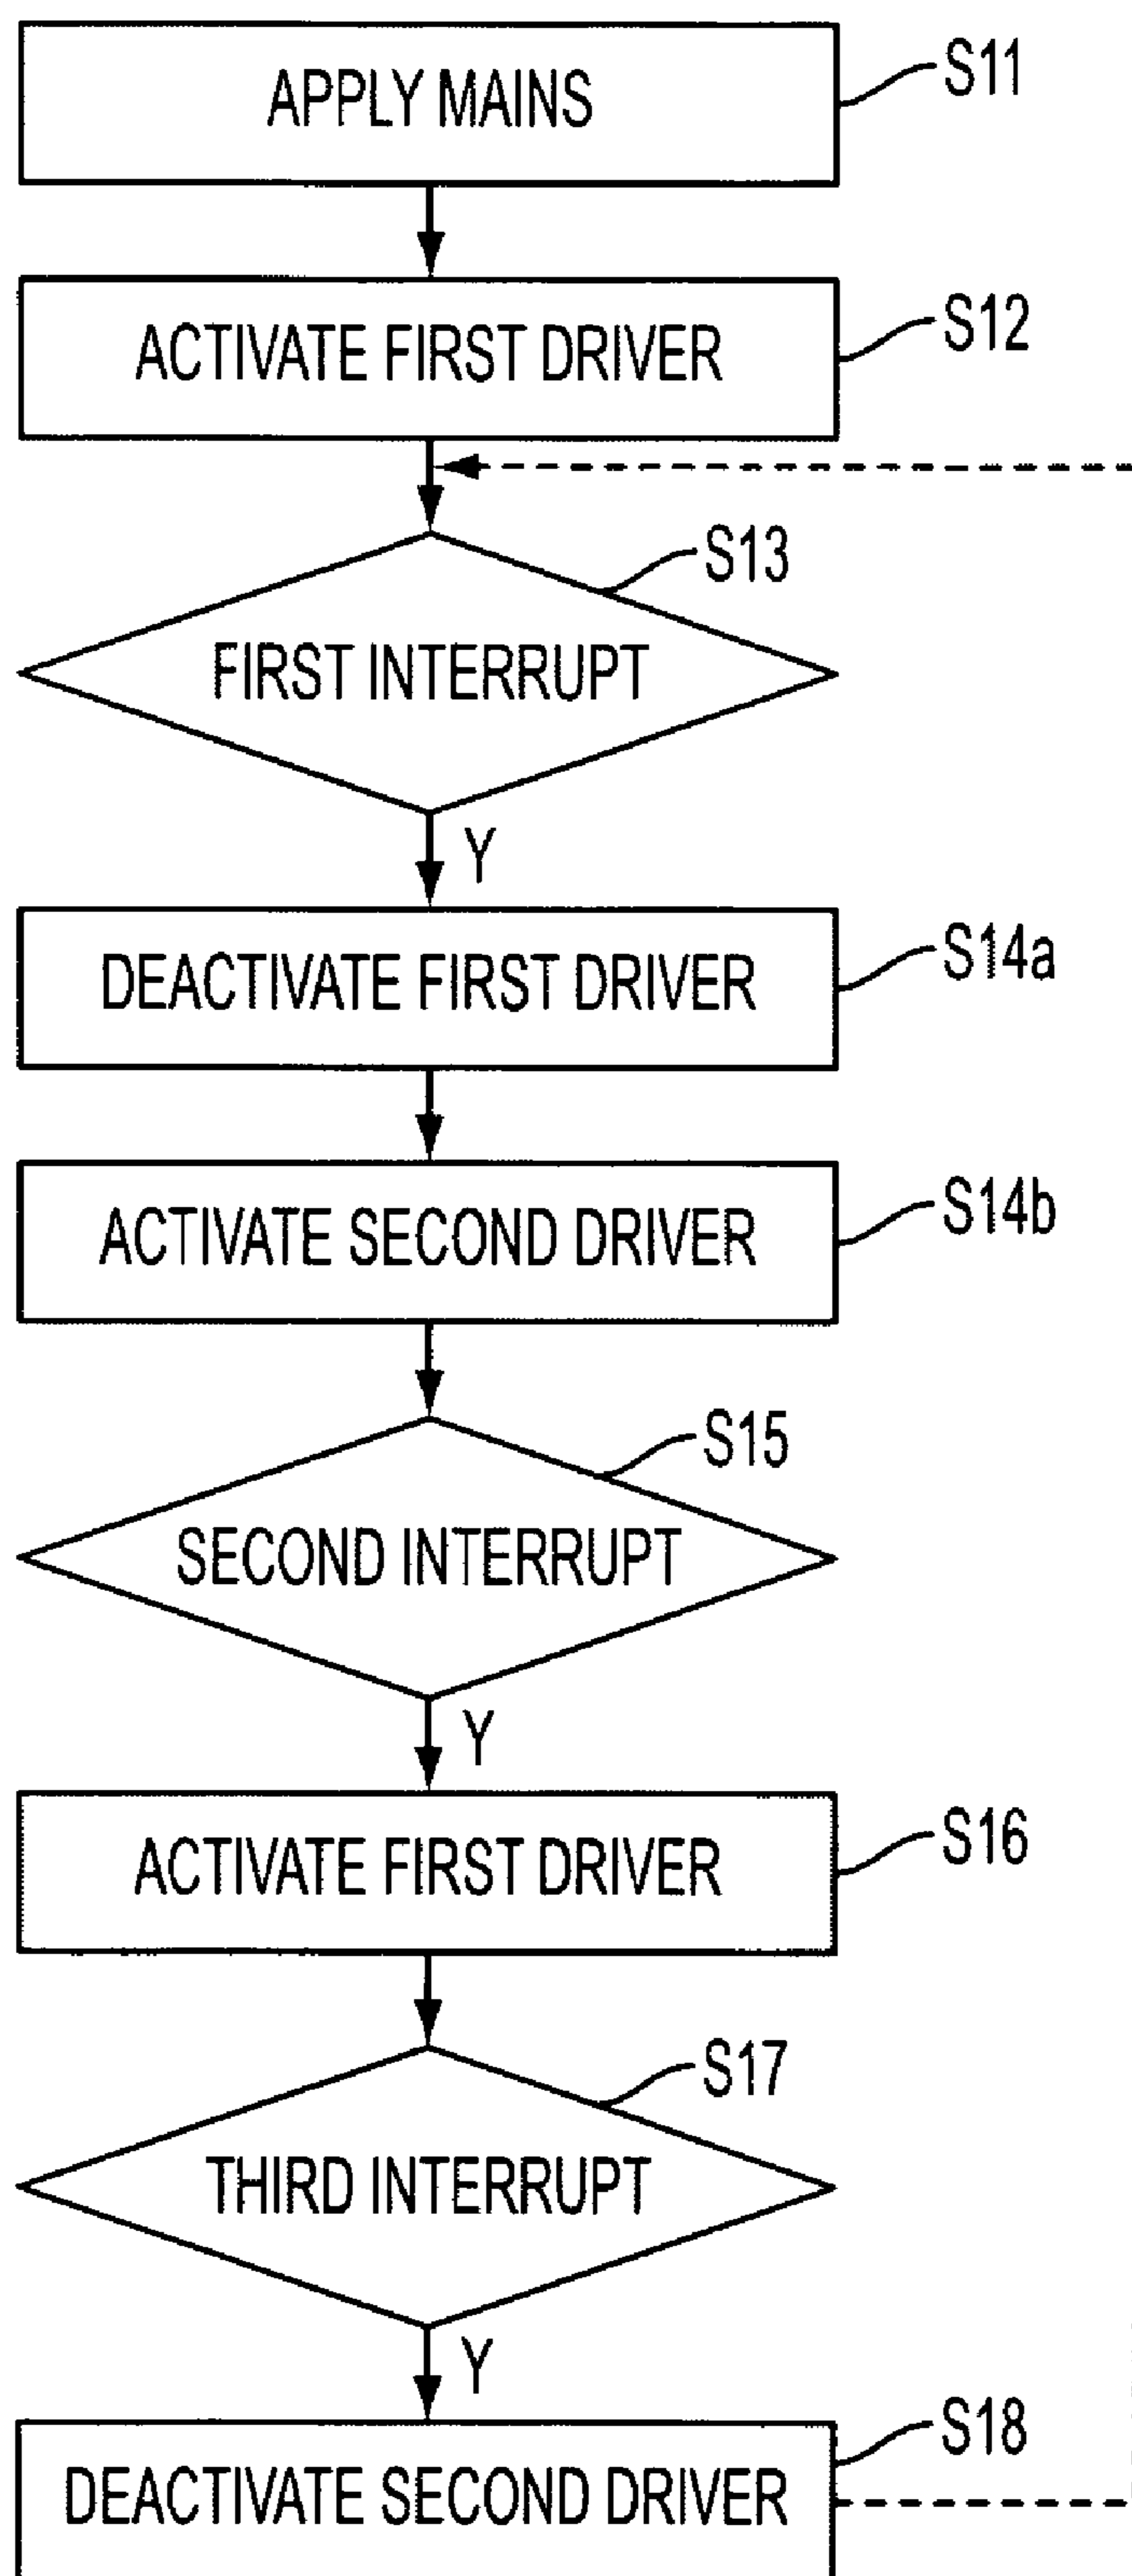 APPLY MAINS
S11
ACTIVATE FIRST DRIVER
S12
S13
FIRST INTERRUPT
Y
DEACTIVATE FIRST DRIVER
S14a
ACTIVATE SECOND DRIVER
S14b
S15
SECOND INTERRUPT
Y
ACTIVATE FIRST DRIVER
S16
S17
THIRD INTERRUPT
Y
DEACTIVATE SECOND DRIVER
S18